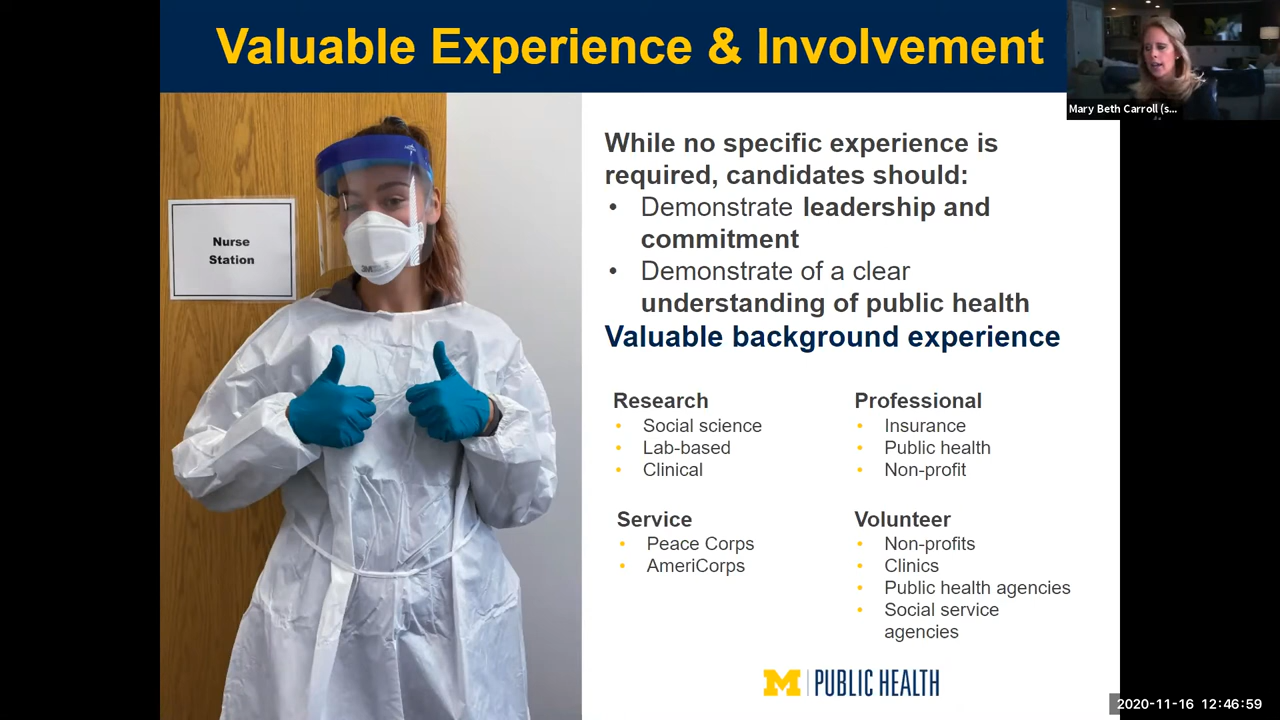 Valuable Experience & Involvement
Mary Beth Carroll (s...
While no specific experience is
required, candidates should:
• Demonstrate leadership and
commitment
• Demonstrate of a clear
understanding of public health
Valuable background experience
Nurse
Station
3M
Research
• Social science
• Lab-based
• Clinical
Professional
• Insurance
• Public health
• Non-profit
Service
• Peace Corps
• AmeriCorps
Volunteer
• Non-profits
• Clinics
• Public health agencies
• Social service
agencies
M | PUBLIC HEALTH
2020-11-16 12:46:59